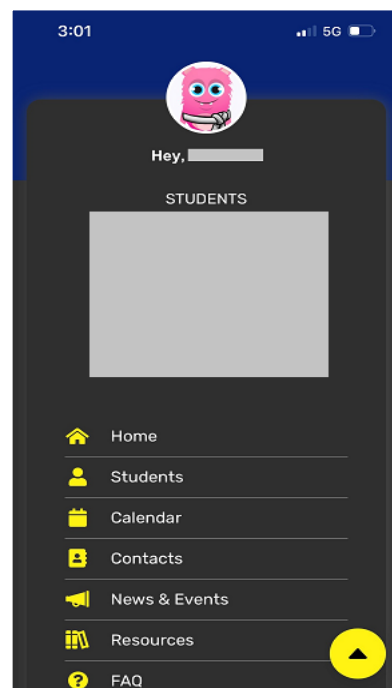 3:01 5G
Hey,
STUDENTS
Home
Students
Calendar
Contacts
News & Events
Resources
FAQ